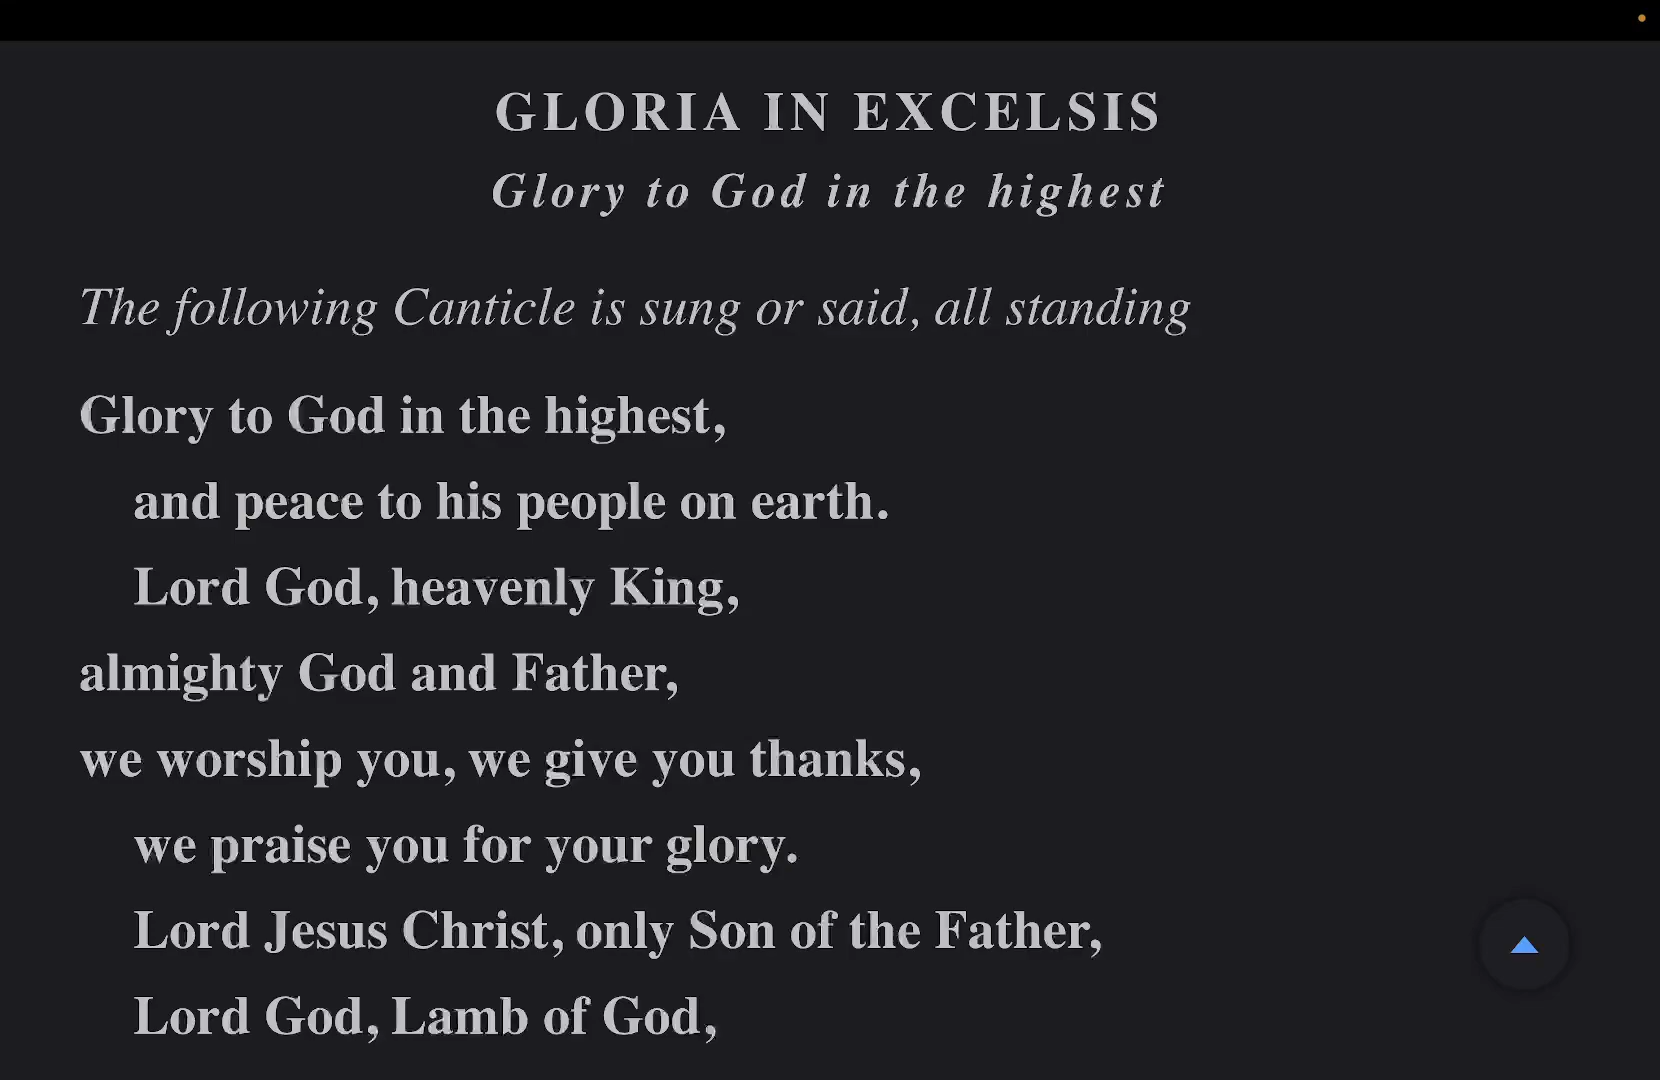 GLORIA IN EXCELSIS
Glory to God in the highest
The following Canticle is sung or said, all standing
Glory to God in the highest,
and peace to his people on earth.
Lord God, heavenly King,
almighty God and Father,
we worship you, we give you thanks,
we praise you for your glory.
Lord Jesus Christ, only Son of the Father,
Lord God, Lamb of God,